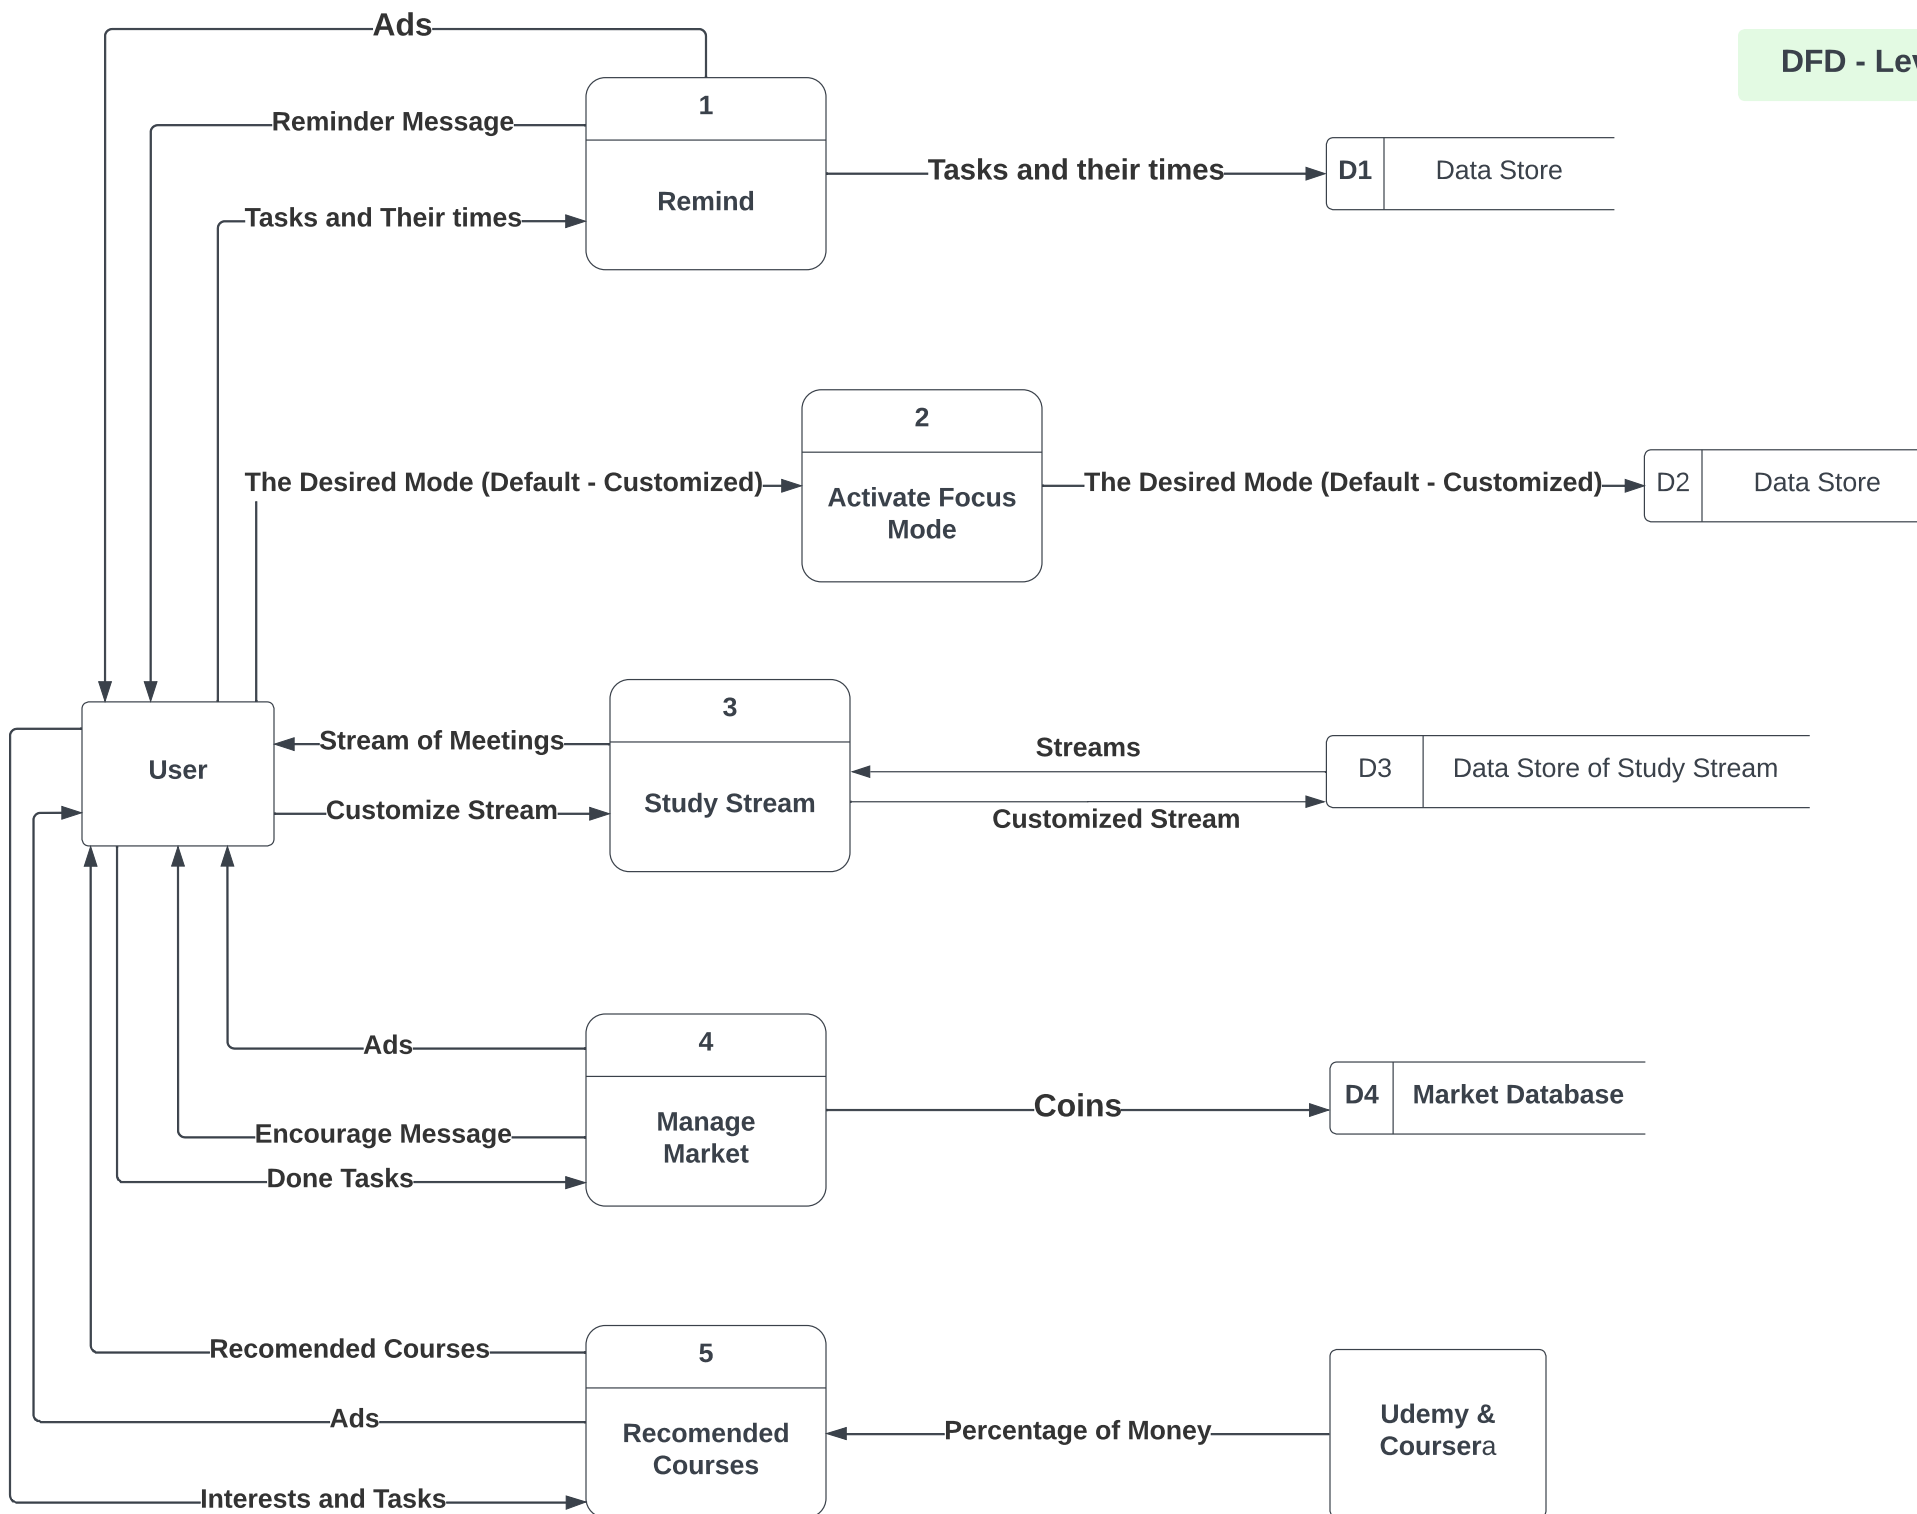 Ads
DFD - Lev
1
Reminder Message
Tasks and their times
D1
Data Store
Remind
Tasks and Their times
2
The Desired Mode (Default - Customized)
The Desired Mode (Default - Customized)
D2
Data Store
Activate Focus
Mode
3
Stream of Meetings
Streams
User
D3
Data Store of Study Stream
Study Stream
Customize Stream
Customized Stream
Ads
4
Coins
D4
Market Database
Manage
Market
Encourage Message
Done Tasks
Recomended Courses
5
Ads
Recomended
Courses
Percentage of Money
Udemy &
Coursera
Interests and Tasks